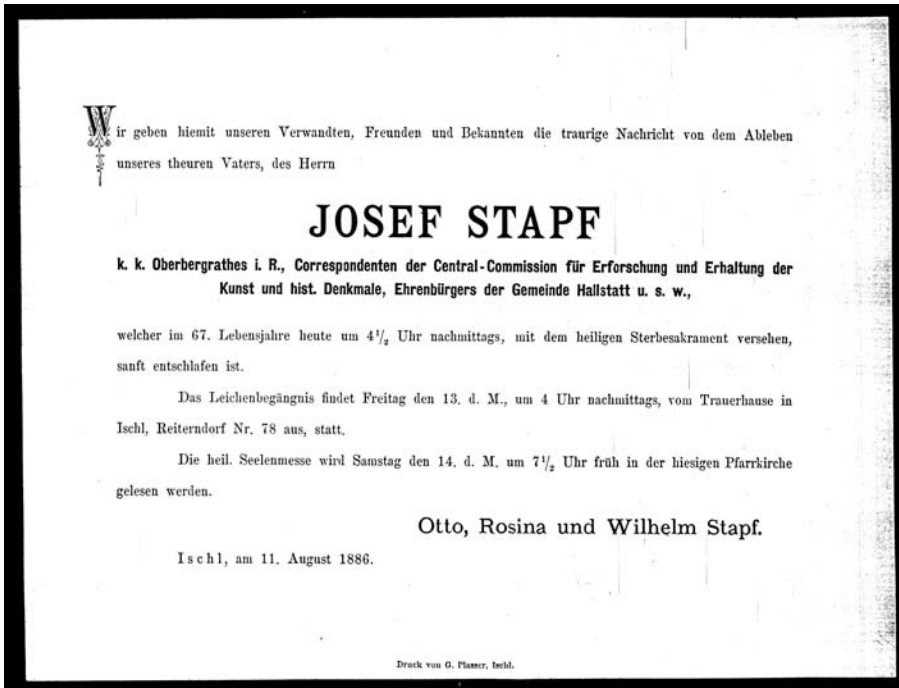 Wir geben hiemit unseren Verwandten, Freunden und Bekannten die traurige Nachricht von dem Ableben
unseres theuren Vaters, des Herrn
JOSEF STAPF
k. k. Oberbergrathes i. R., Correspondenten der Central-Commission für Erforschung und Erhaltung der
Kunst und hist. Denkmale, Ehrenbürgers der Gemeinde Hallstatt u. s. w.,
welcher im 67. Lebensjahre heute um 4½ Uhr nachmittags, mit dem heiligen Sterbesakrament versehen,
sanft entschlafen ist.
Das Leichenbegängnis findet Freitag den 13. d. M., um 4 Uhr nachmittags, vom Trauerhause in
Ischl, Reiterndorf Nr. 78 aus, statt.
Die heil. Seelenmesse wird Samstag den 14. d. M. um 7½ Uhr früh in der hiesigen Pfarrkirche
gelesen werden.
Otto, Rosina und Wilhelm Stapf.
Ischl, am 11. August 1886.
Druck von G. Plasser, Ischl.